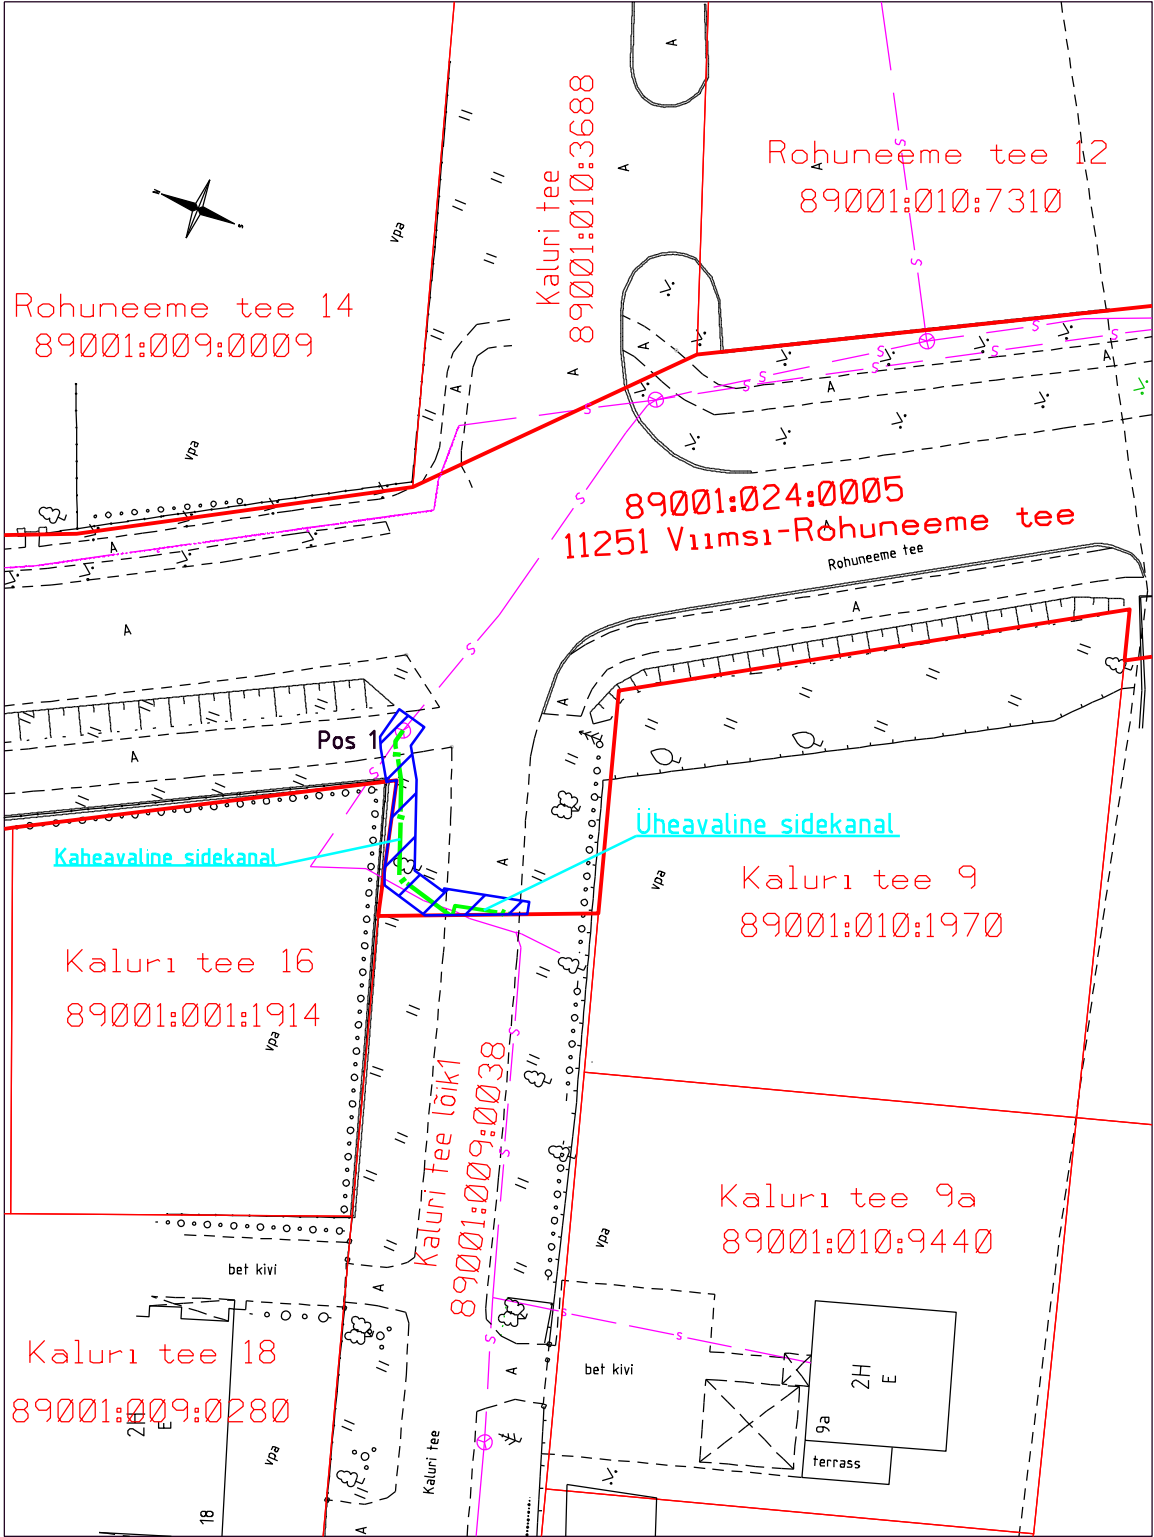 Kaluri tee
89001:010:3688
Rohuneeme tee 12
89001:010:7310
A
A
A
N
S
vpa
Rohuneeme tee 14
89001:009:0009
S
S
A
A
A
S
S
S
S
S
S
A
A
vpa
89001:024:0005
11251 Viimsi-Rohuneeme tee
A
Rohuneeme tee
S
A
A
A
S
A
Pos 1
A
S
Kaheavaline sidekanal
Üheavaline sidekanal
A
vpa
Kaluri tee 9
89001:010:1970
Kaluri tee 16
89001:001:1914
vpa
Kaluri tee lõik1
89001:009:0038
S
S
Kaluri tee 9a
89001:010:9440
vpa
bet kivi
A
S
S
S
Kaluri tee 18
89001:009:0280
2H
E
vpa
18
A
bet kivi
2H
E
9a
terrass
Kaluri tee
A